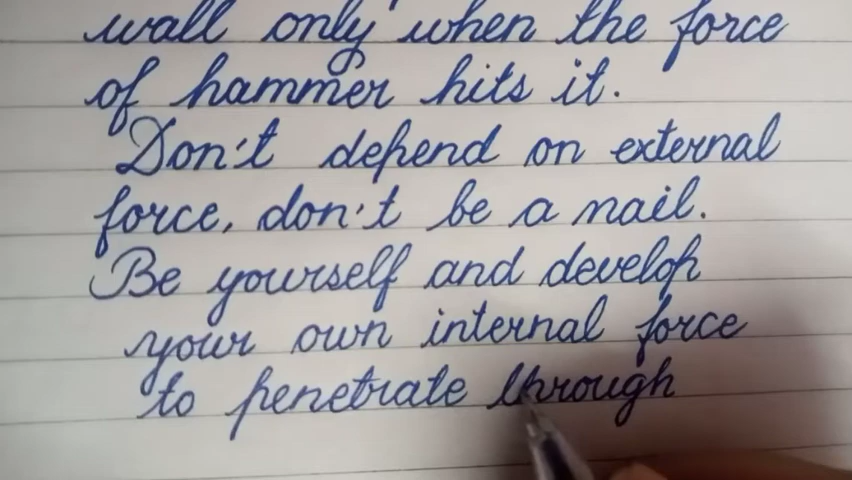 wall only when the force
of hammer hits it.
Don't depend on external
force, don't be a nail.
Be yourself and develop
your own internal force
to penetrate through